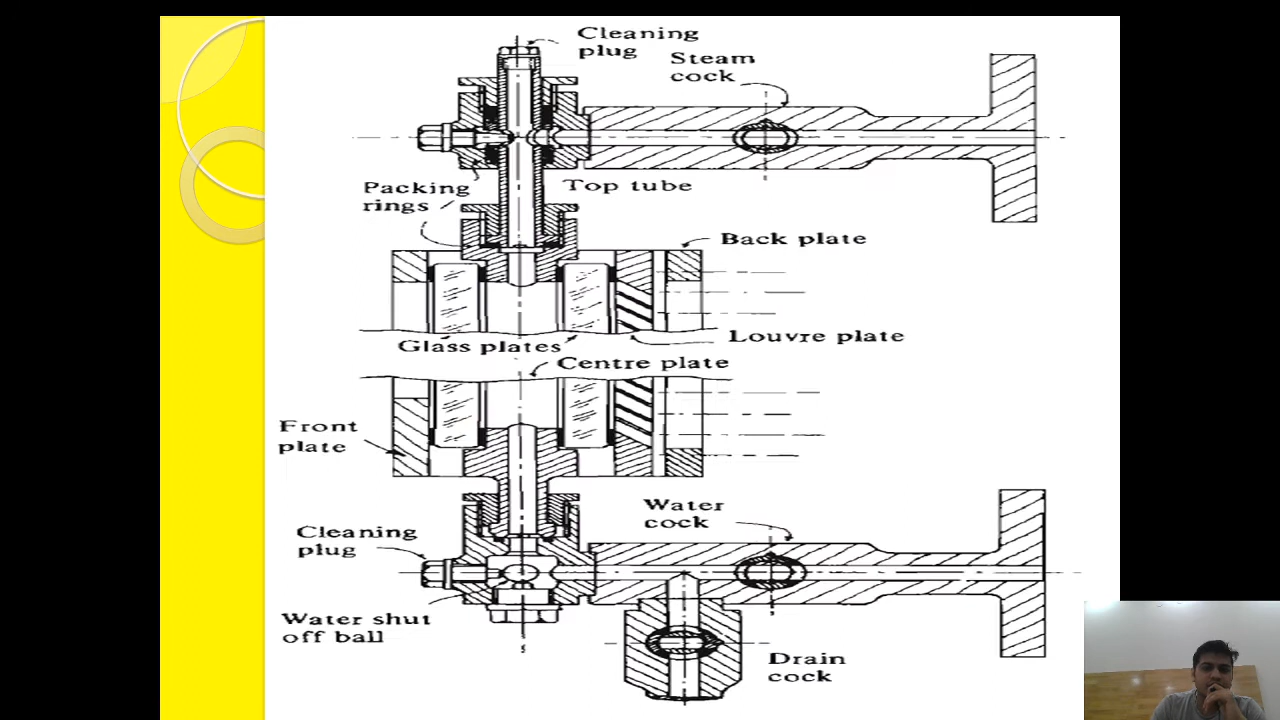 Cleaning
plug
Steam
cock
Packing
rings
Top tube
Back plate
Glass plates
Louvre plate
Centre plate
Front
plate
Water
cock
Cleaning
plug
Water shut
off ball
Drain
cock